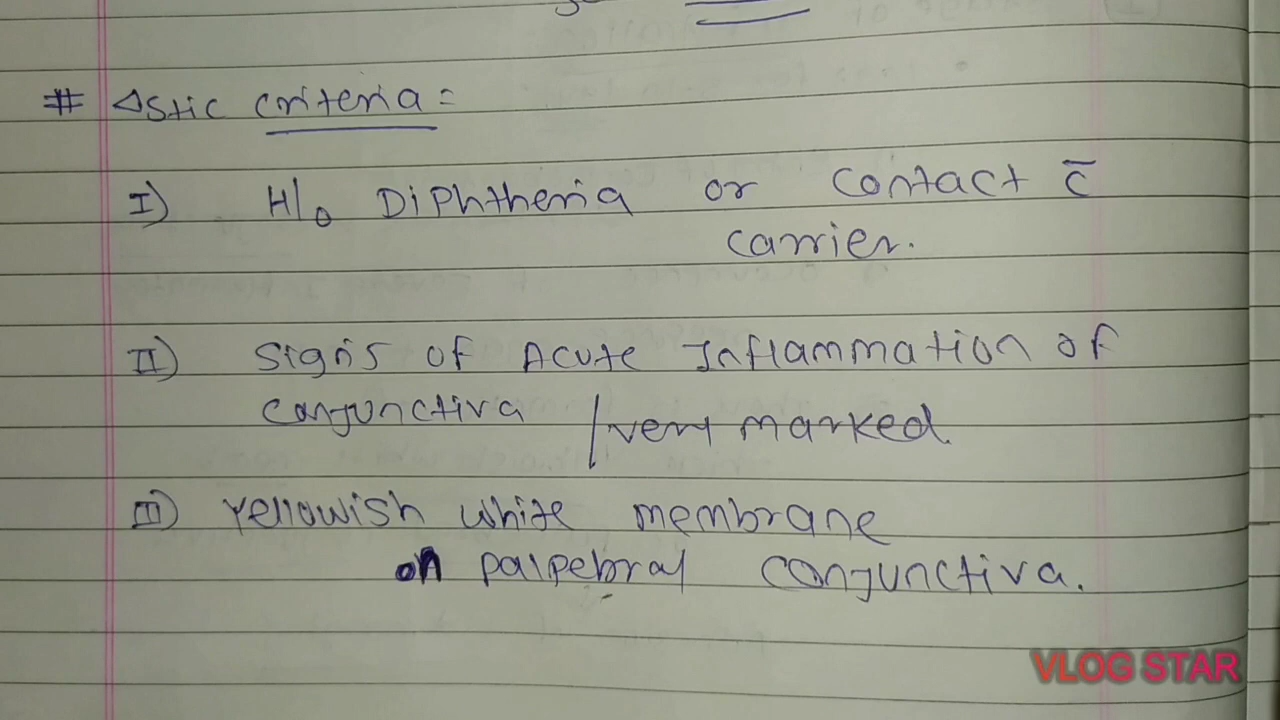 # Δstic criteria =
I) H/o Diphtheria or contact c̄
carrier.
II) Signs of Acute Inflammation of
conjunctiva / very marked.
III) Yellowish white membrane
on palpebral conjunctiva.
VLOG STAR